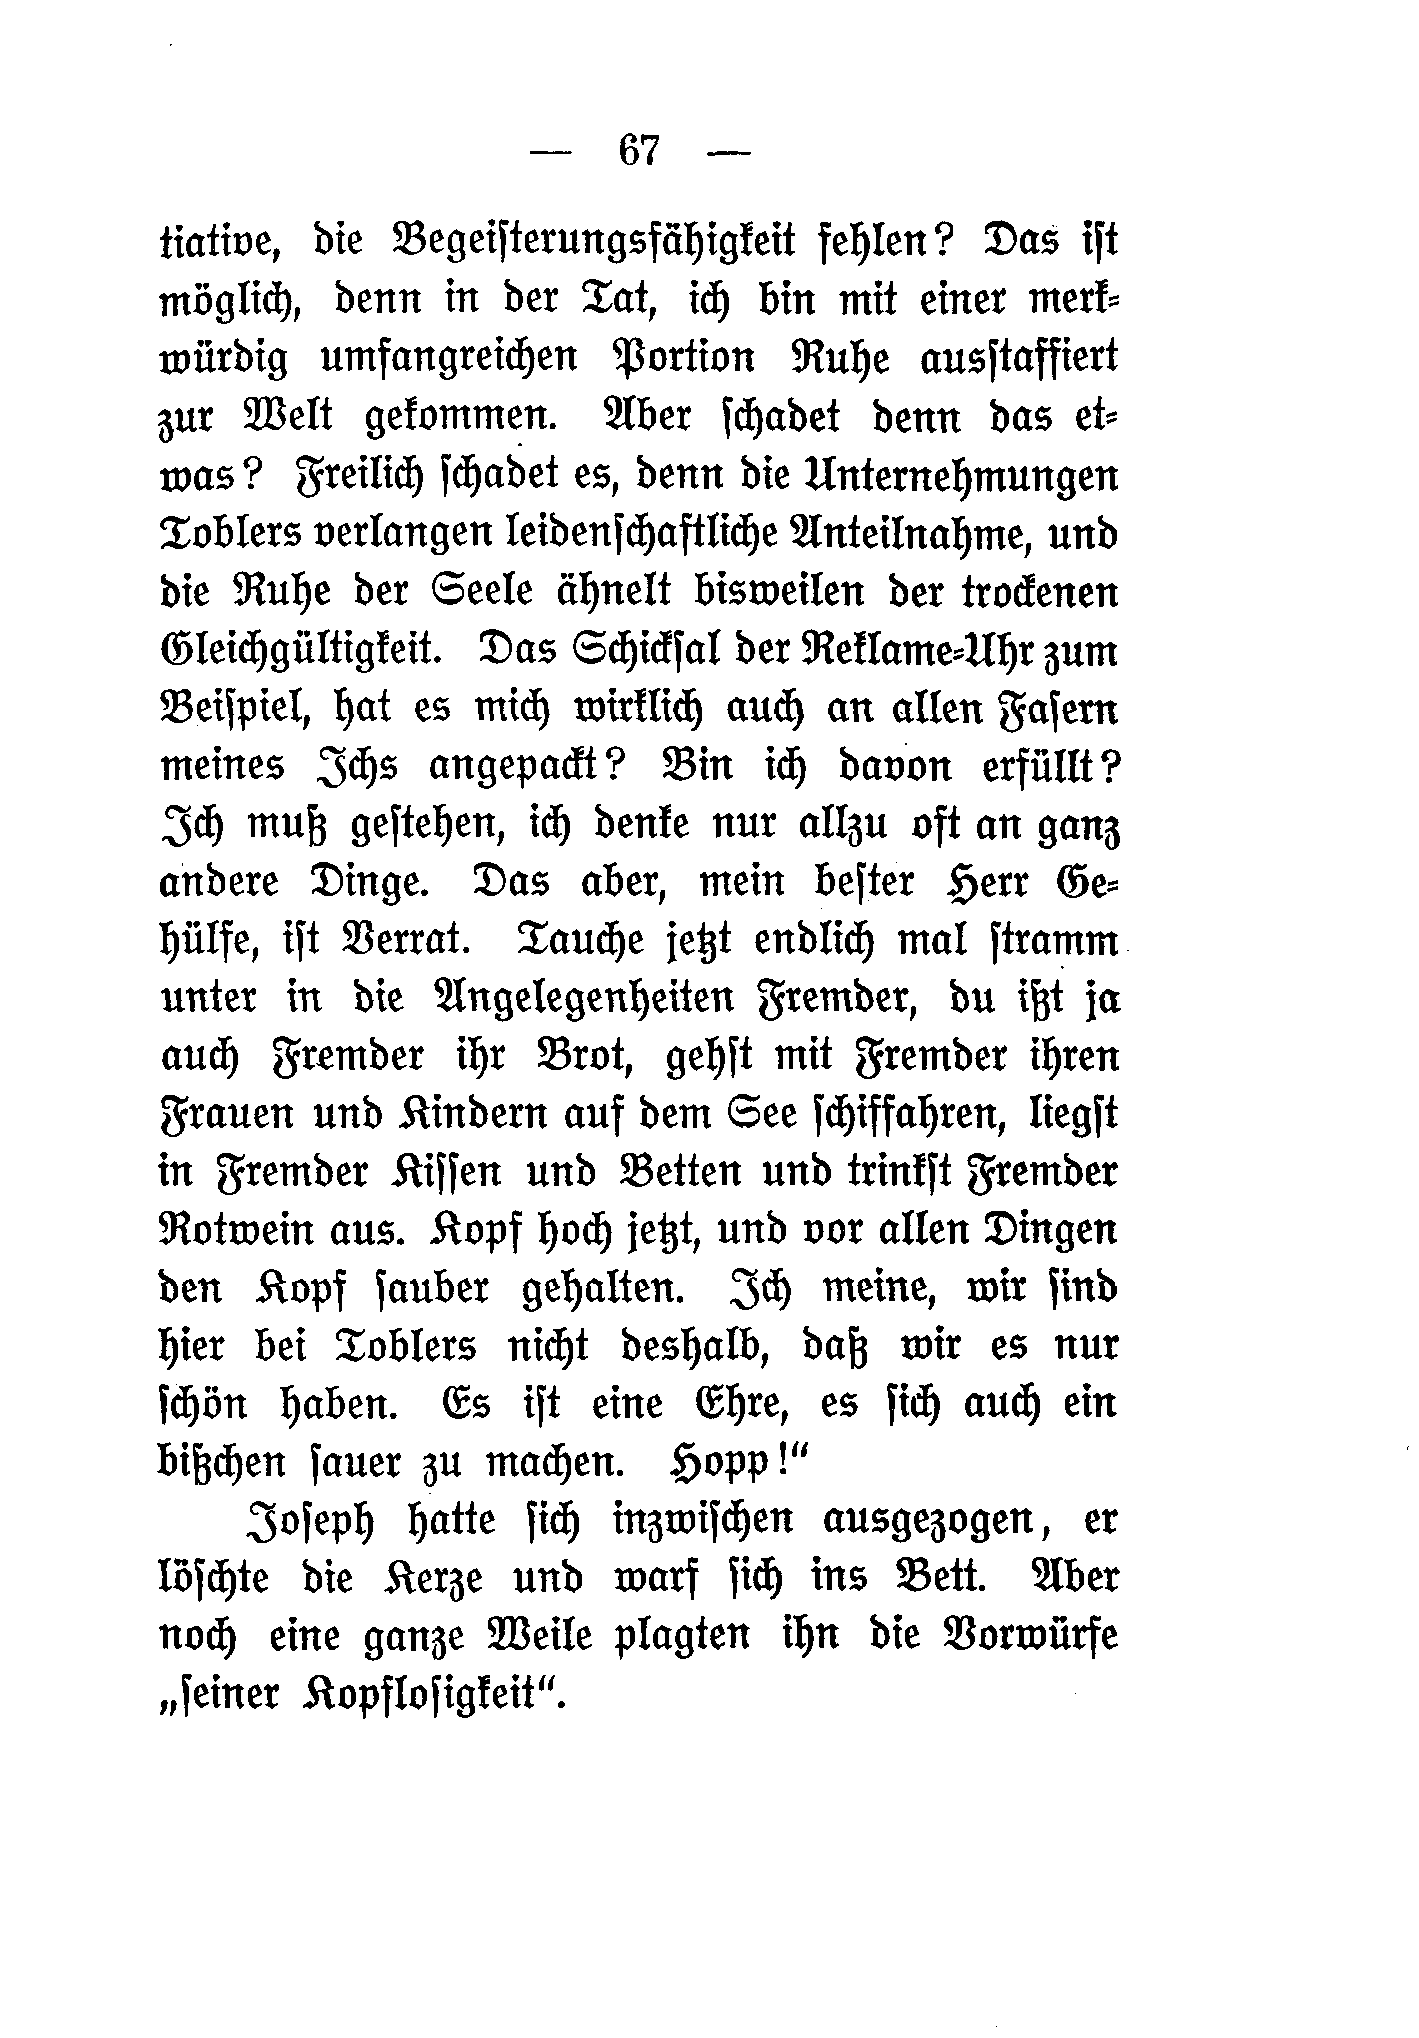 — 67 —
tiative, die Begeisterungsfähigkeit fehlen? Das ist
möglich, denn in der Tat, ich bin mit einer merk-
würdig umfangreichen Portion Ruhe ausstaffiert
zur Welt gekommen. Aber schadet denn das et-
was? Freilich schadet es, denn die Unternehmungen
Toblers verlangen leidenschaftliche Anteilnahme, und
die Ruhe der Seele ähnelt bisweilen der trockenen
Gleichgültigkeit. Das Schicksal der Reklame-Uhr zum
Beispiel, hat es mich wirklich auch an allen Fasern
meines Ichs angepackt? Bin ich davon erfüllt?
Ich muß gestehen, ich denke nur allzu oft an ganz
andere Dinge. Das aber, mein bester Herr Ge-
hülfe, ist Verrat. Tauche jetzt endlich mal stramm
unter in die Angelegenheiten Fremder, du ißt ja
auch Fremder ihr Brot, gehst mit Fremder ihren
Frauen und Kindern auf dem See schiffahren, liegst
in Fremder Kissen und Betten und trinkst Fremder
Rotwein aus. Kopf hoch jetzt, und vor allen Dingen
den Kopf sauber gehalten. Ich meine, wir sind
hier bei Toblers nicht deshalb, daß wir es nur
schön haben. Es ist eine Ehre, es sich auch ein
bißchen sauer zu machen. Hopp!“
Joseph hatte sich inzwischen ausgezogen, er
löschte die Kerze und warf sich ins Bett. Aber
noch eine ganze Weile plagten ihn die Vorwürfe
„seiner Kopflosigkeit“.